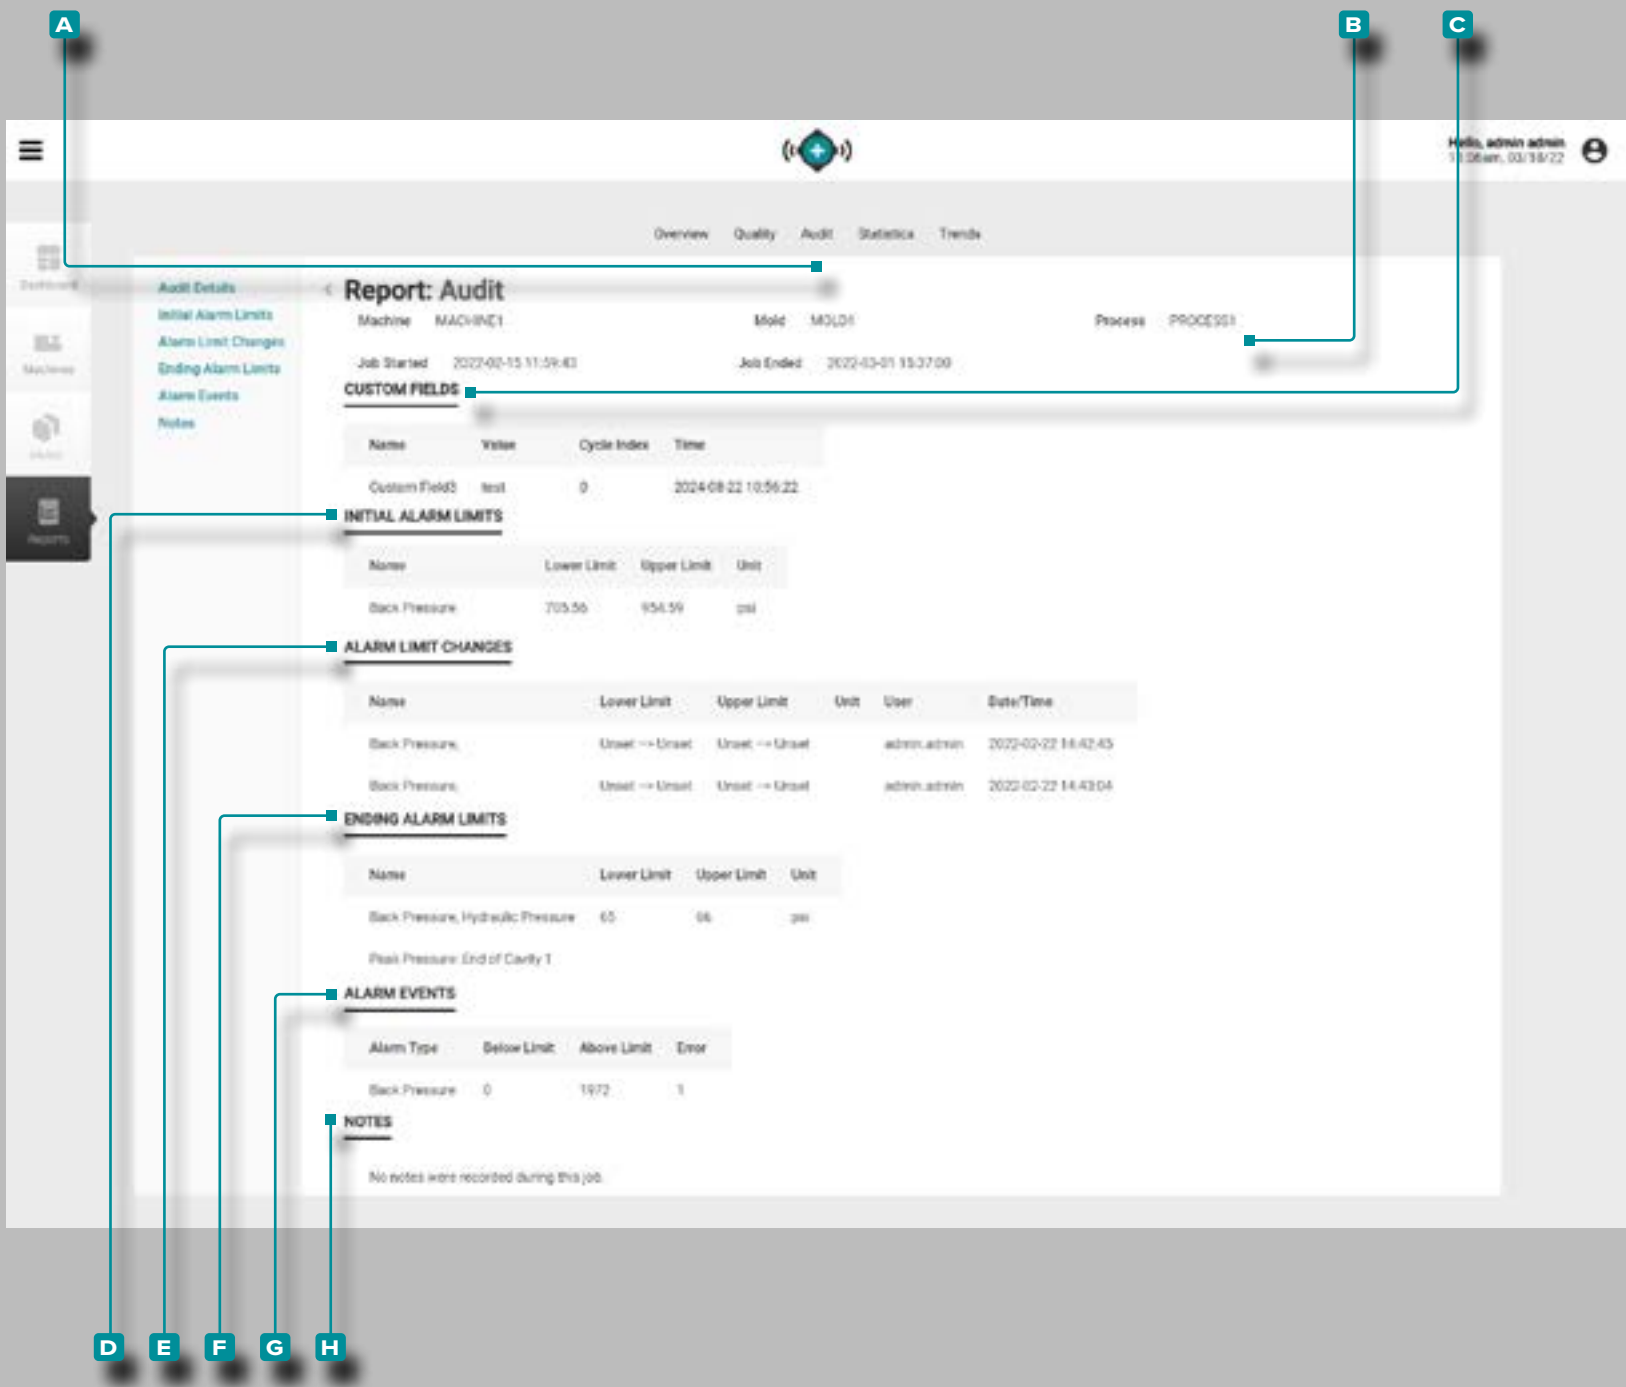 A B C
Hello, admin admin
03/18/22
Overview Quality Audit Statistics Trends
Dashboard
Machines
Reports
Audit Details
Initial Alarm Limits
Alarm Limit Changes
Ending Alarm Limits
Alarm Events
Notes
Report: Audit
Machine MACHINE1 Mold MOLD1 Process PROCESS1
Job Started 2022-02-15 11:59:43 Job Ended 2022-03-01 15:37:00
CUSTOM FIELDS
Name Value Cycle Index Time
Custom Field3 test 0 2024-08-22 10:56:22
INITIAL ALARM LIMITS
Name Lower Limit Upper Limit Unit
Back Pressure 705.56 954.59 psi
ALARM LIMIT CHANGES
Name Lower Limit Upper Limit Unit User Date/Time
Back Pressure, Unset --> Unset Unset --> Unset admin.admin 2022-02-22 14:42:45
Back Pressure, Unset --> Unset Unset --> Unset admin.admin 2022-02-22 14:43:04
ENDING ALARM LIMITS
Name Lower Limit Upper Limit Unit
Back Pressure, Hydraulic Pressure 65 66 psi
Peak Pressure: End of Cavity 1
ALARM EVENTS
Alarm Type Below Limit Above Limit Error
Back Pressure 0 1972 1
NOTES
No notes were recorded during this job.
D E F G H